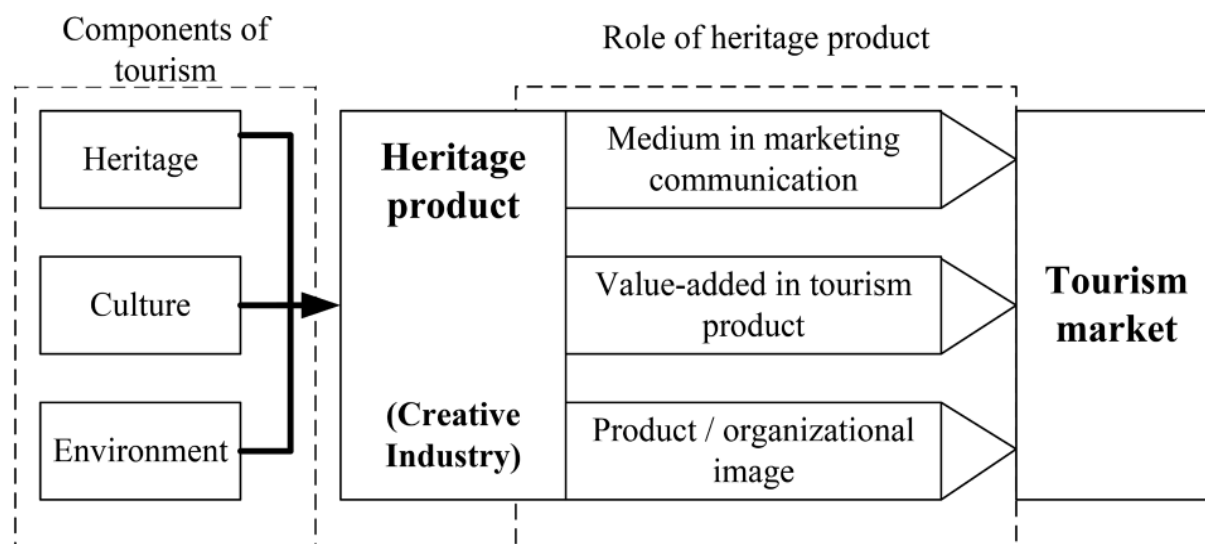 Components of
tourism
Role of heritage product
Heritage
Culture
Environment
Heritage
product
(Creative
Industry)
Medium in marketing
communication
Value-added in tourism
product
Product / organizational
image
Tourism
market